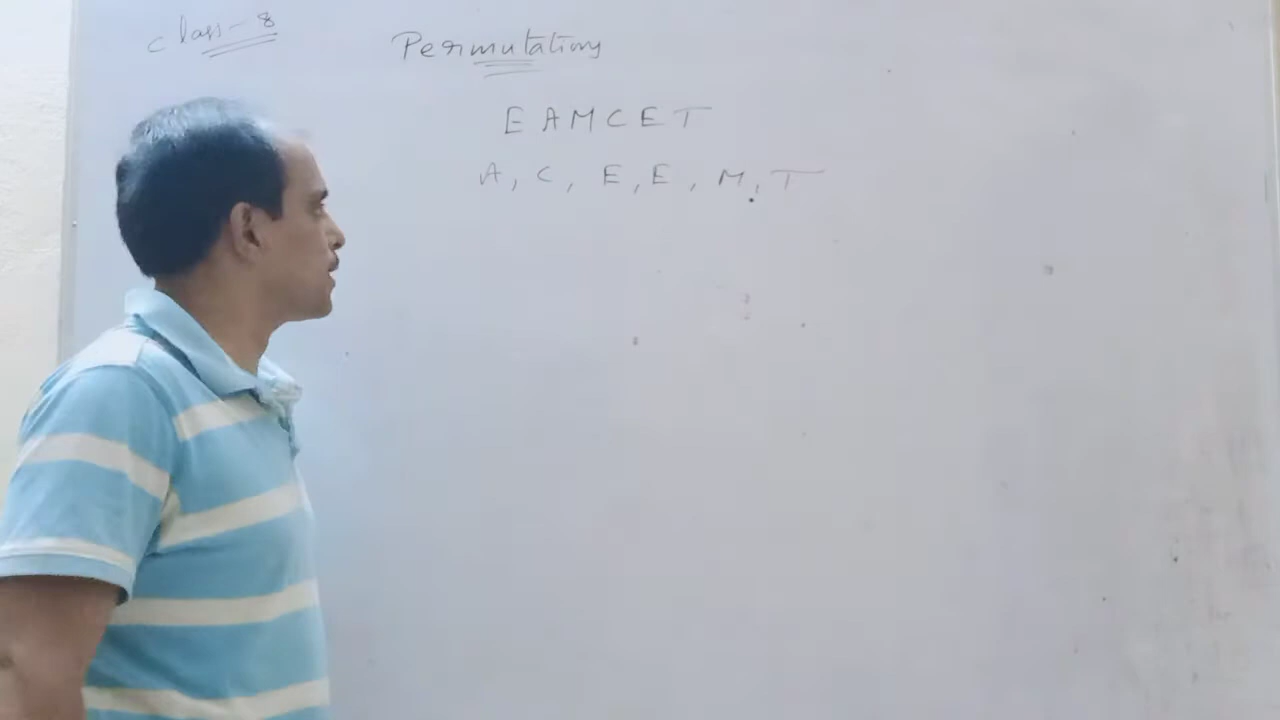 Class-8
Permutations
EAMCET
A, C, E, E, M, T